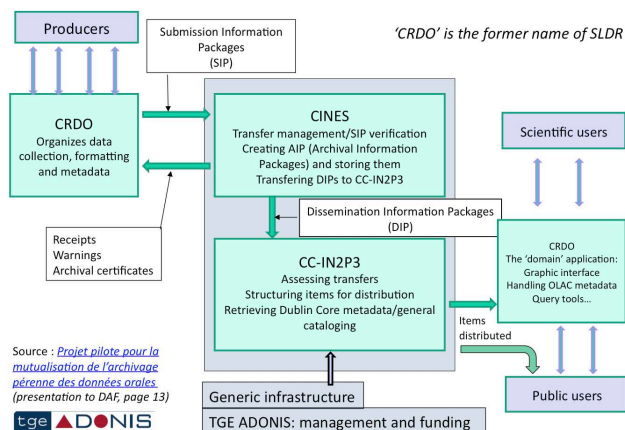 Producers
Submission Information
Packages
(SIP)
'CRDO' is the former name of SLDR
CRDO
Organizes data
collection, formatting
and metadata
CINES
Transfer management/SIP verification
Creating AIP (Archival Information
Packages) and storing them
Transfering DIPs to CC-IN2P3
Scientific users
Receipts
Warnings
Archival certificates
Dissemination Information Packages
(DIP)
CC-IN2P3
Assessing transfers
Structuring items for distribution
Retrieving Dublin Core metadata/general
cataloging
CRDO
The 'domain' application:
Graphic interface
Handling OLAC metadata
Query tools...
Items
distributed
Source : Projet pilote pour la
mutualisation de l'archivage
pérenne des données orales
(presentation to DAF, page 13)
Generic infrastructure
TGE ADONIS: management and funding
Public users
tge ADONIS